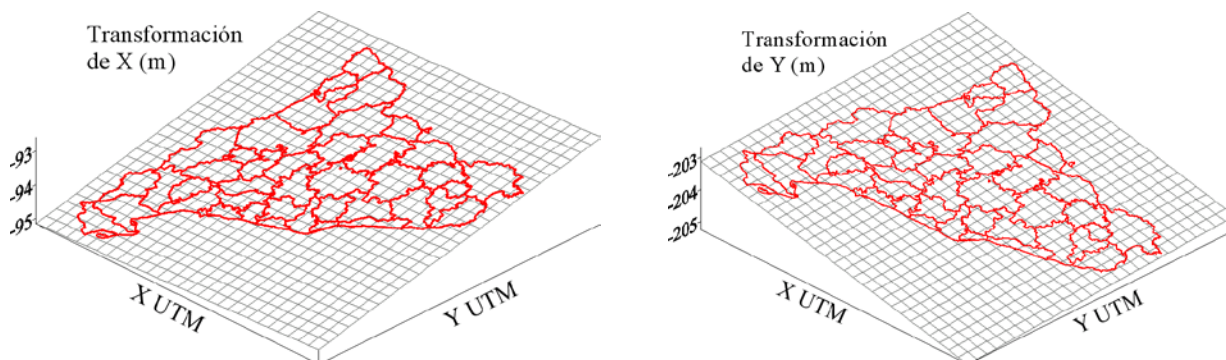 Transformación
de X (m)
-93
-94
-95
X UTM
Y UTM
Transformación
de Y (m)
-203
-204
-205
X UTM
Y UTM